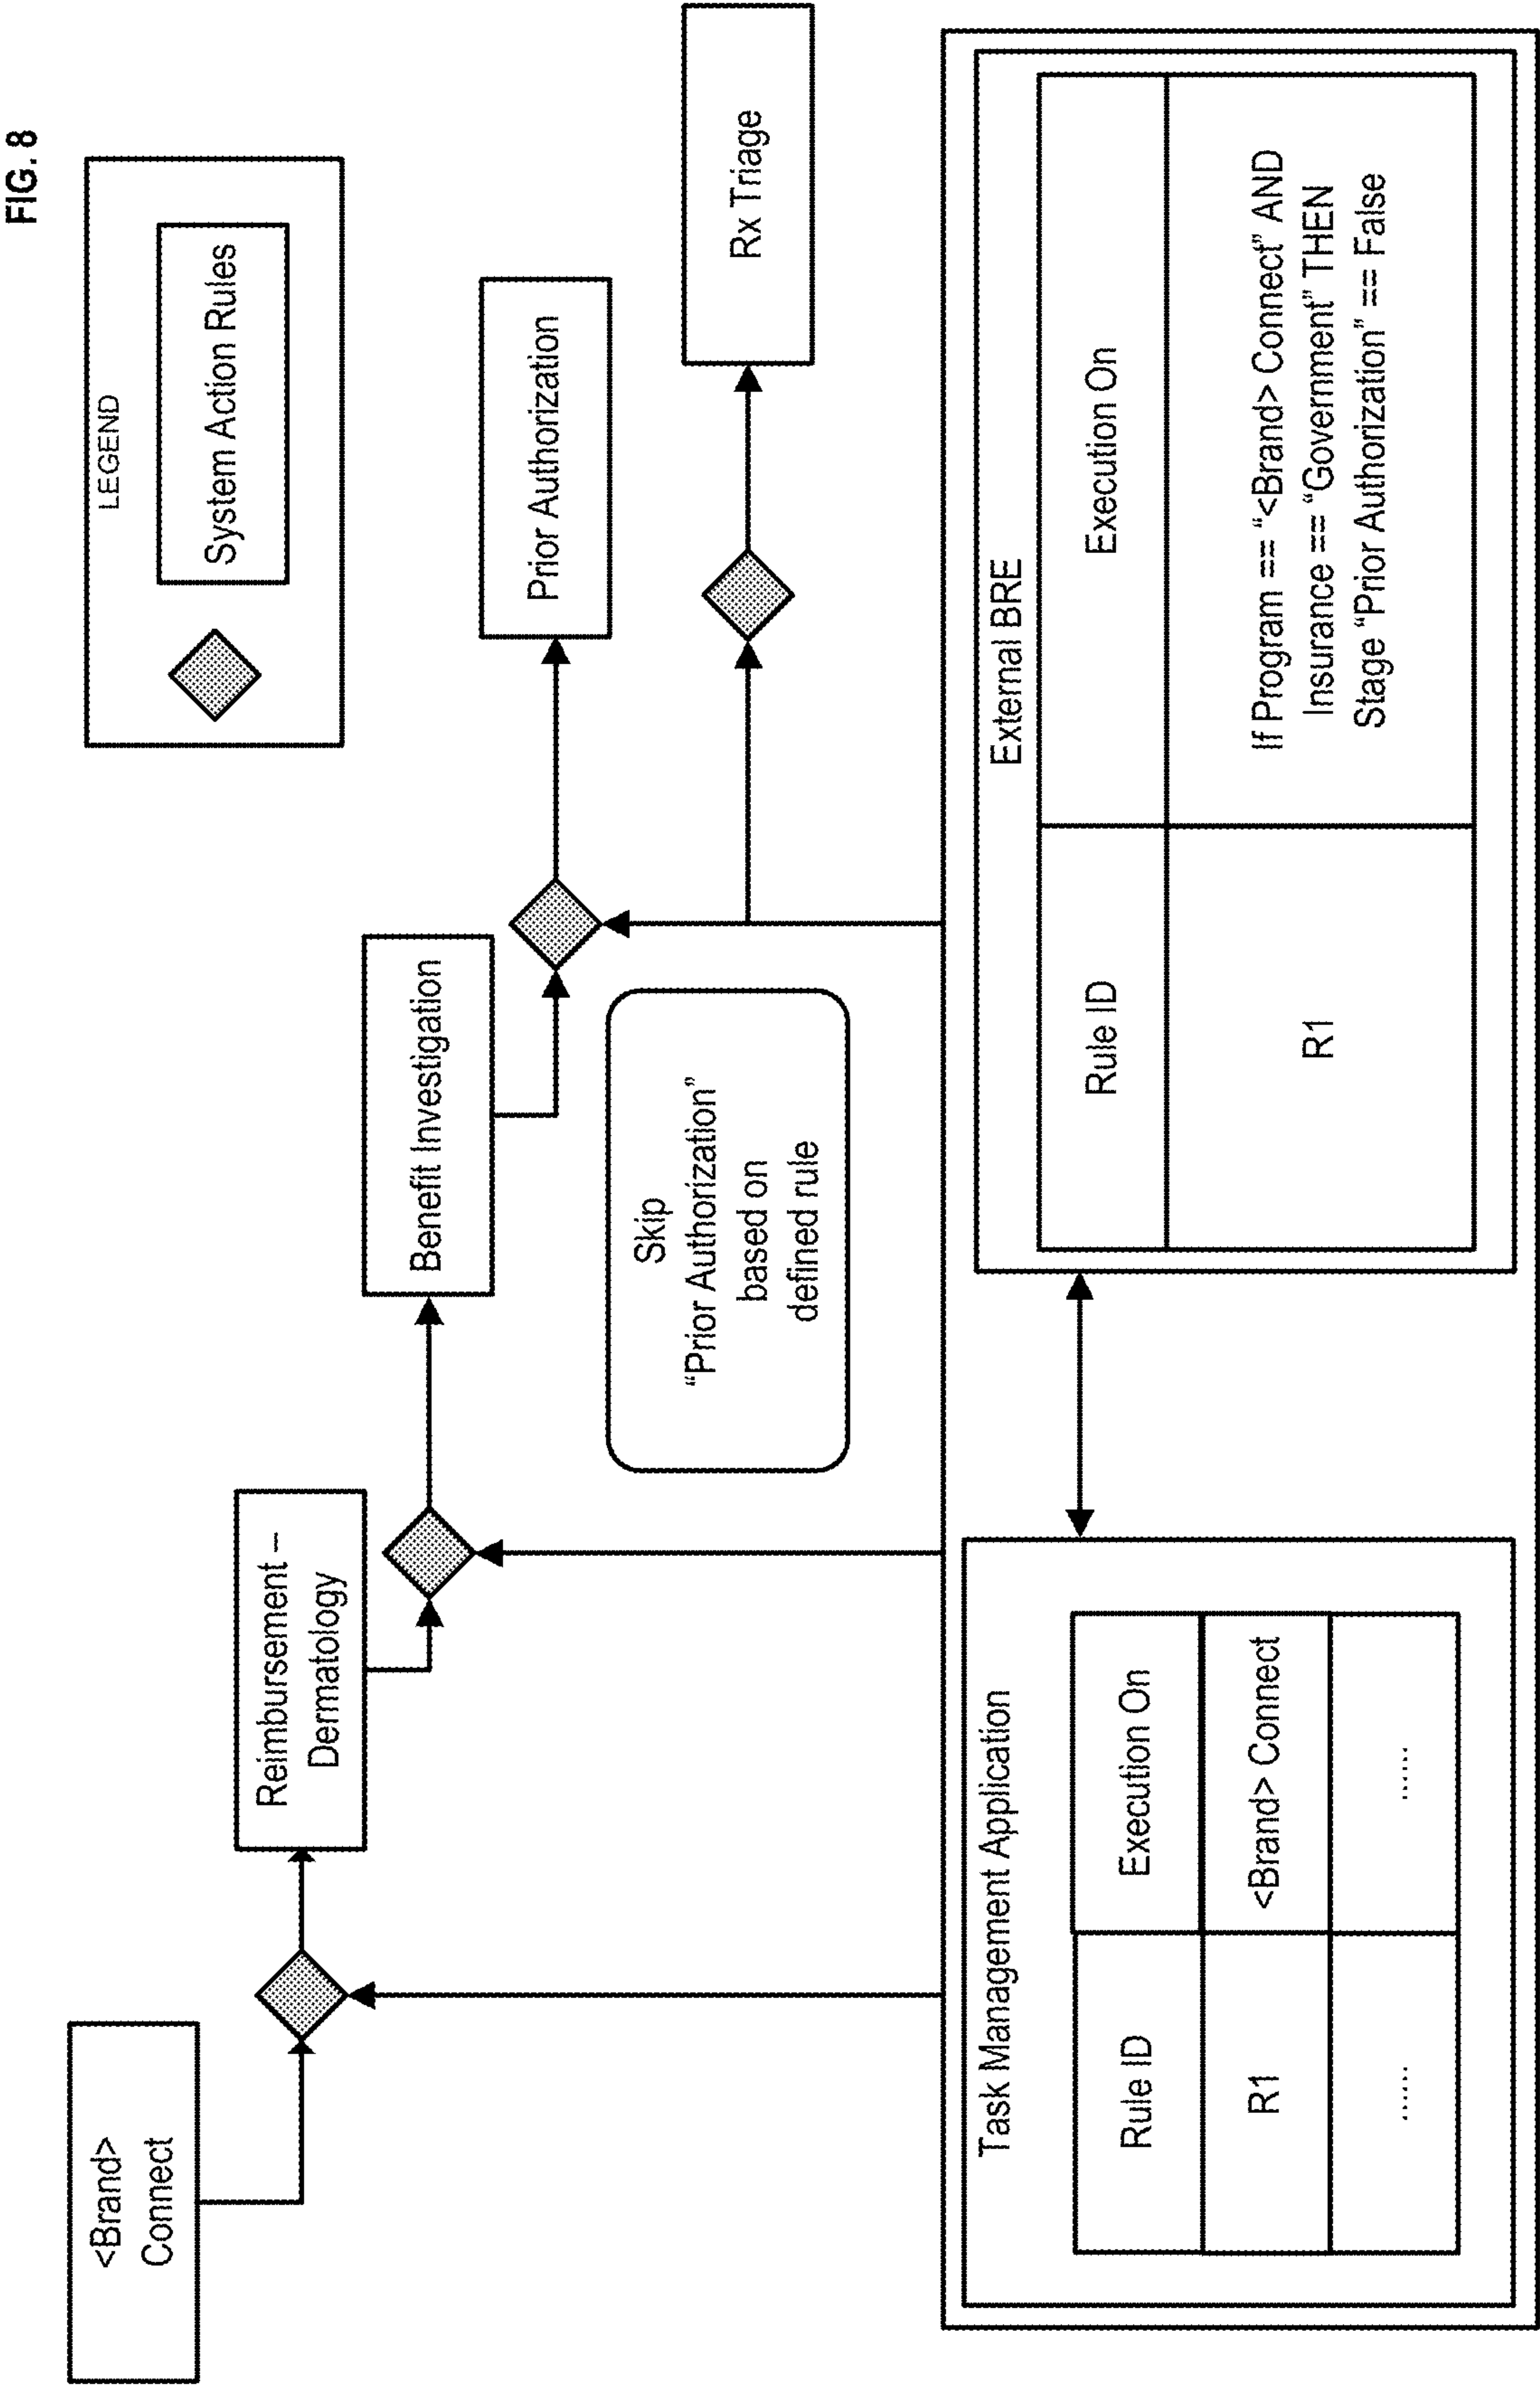 FIG. 8
LEGEND
System Action Rules
<Brand>
Connect
Reimbursement –
Dermatology
Benefit Investigation
Prior Authorization
Rx Triage
Skip
“Prior Authorization”
based on
defined rule
Task Management Application
Rule ID
Execution On
R1
<Brand> Connect
......
......
External BRE
Rule ID
Execution On
R1
If Program == “<Brand> Connect” AND
Insurance == “Government” THEN
Stage “Prior Authorization” == False